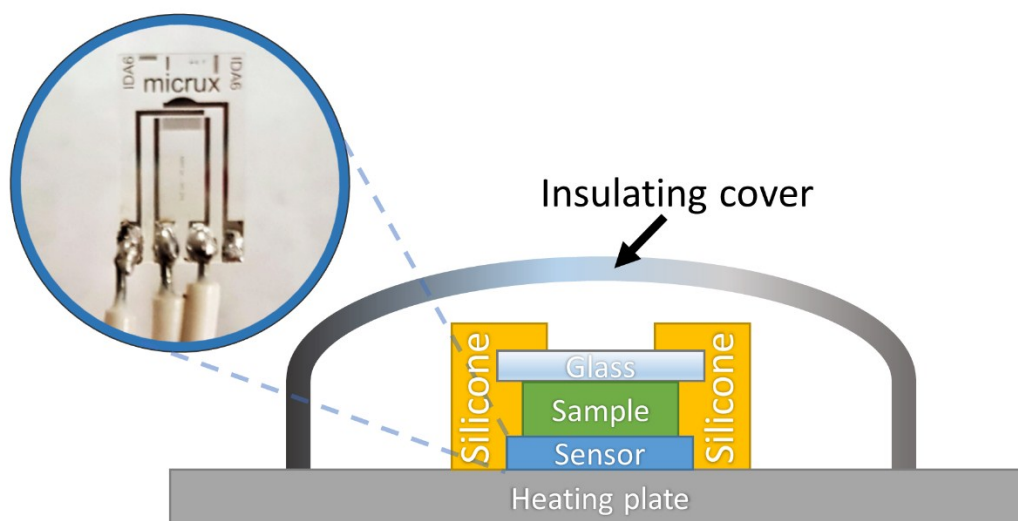 IDA6
IDA6
micrux
Insulating cover
Glass
Silicone
Silicone
Sample
Sensor
Heating plate